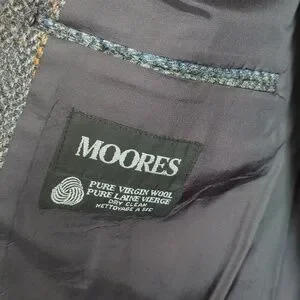 MOORES
PURE VIRGIN WOOL
PURE LAINE VIERGE
DRY CLEAN
NETTOYAGE A SEC